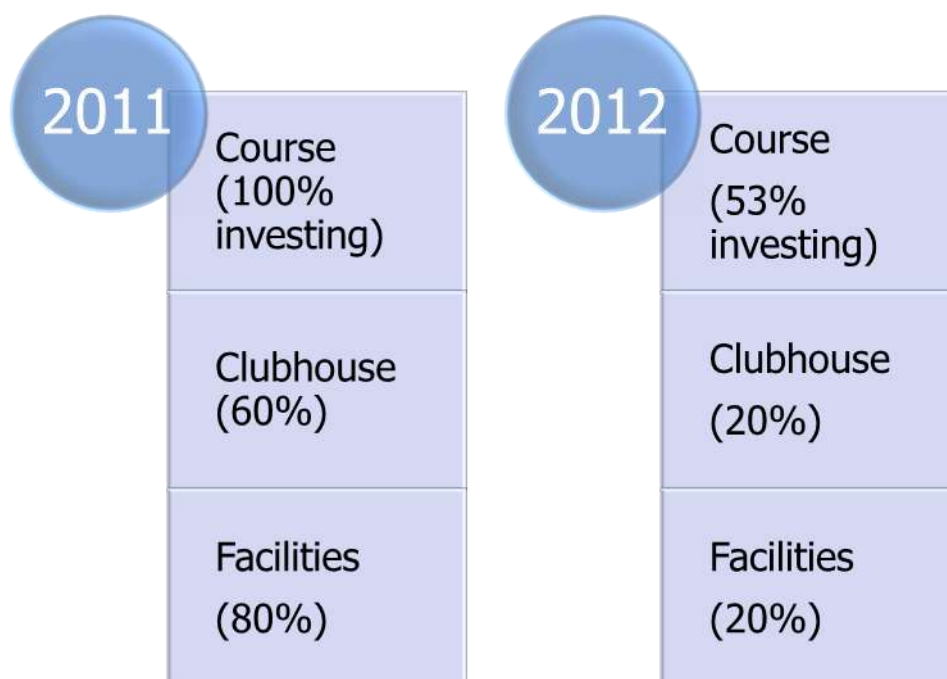 2011
Course
(100%
investing)
Clubhouse
(60%)
Facilities
(80%)
2012
Course
(53%
investing)
Clubhouse
(20%)
Facilities
(20%)